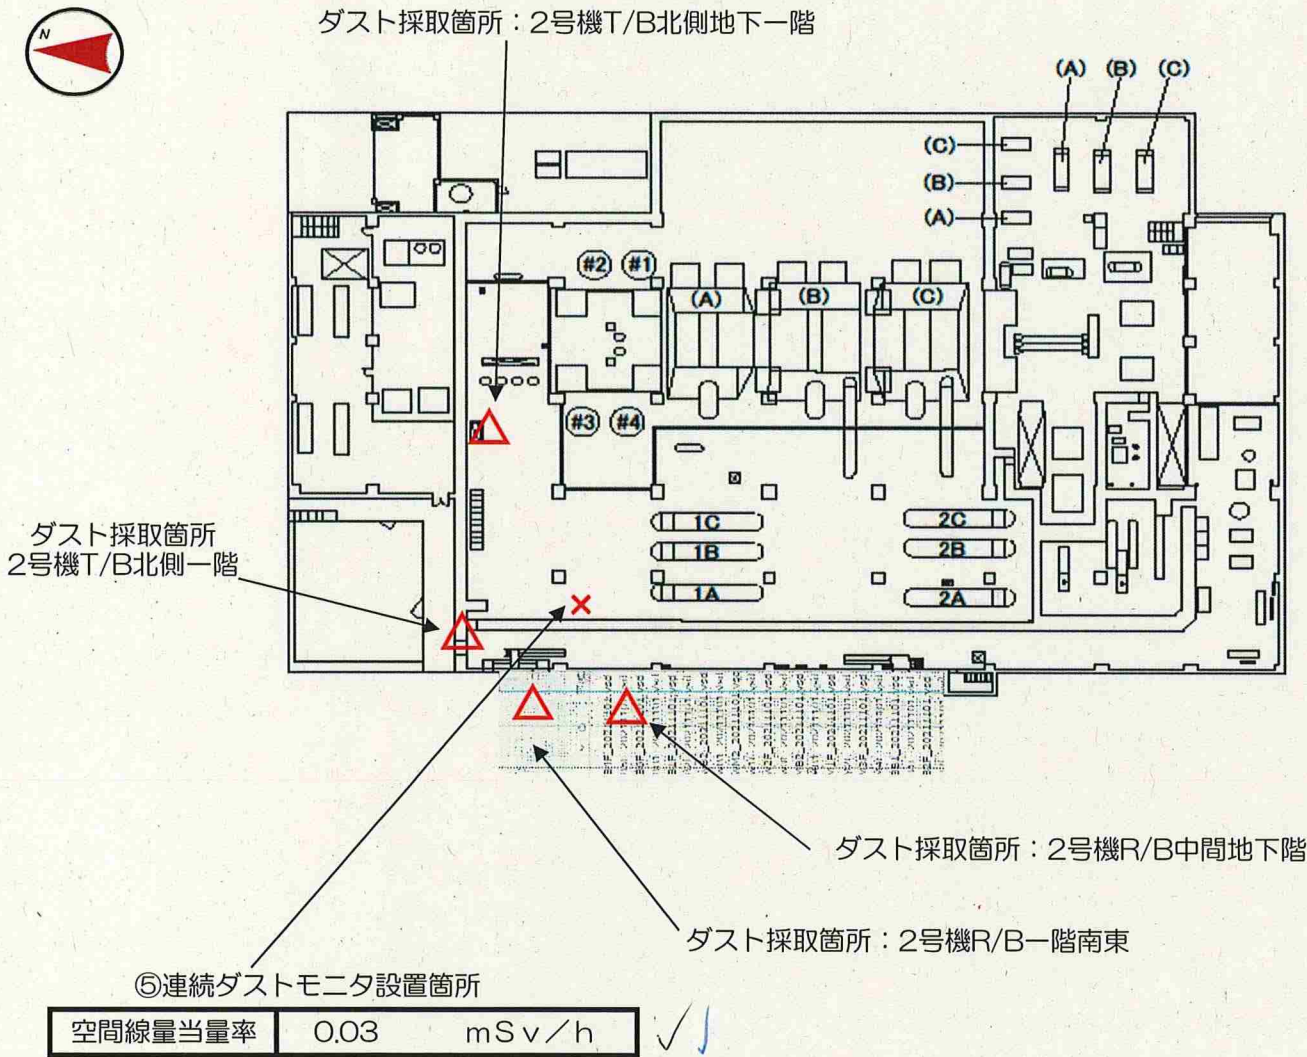 N
ダスト採取箇所：2号機T/B北側地下一階
(A) (B) (C)
(C)
(B)
(A)
#2 #1
(A) (B) (C)
#3 #4
ダスト採取箇所
2号機T/B北側一階
1C 2C
1B 2B
1A 2A
ダスト採取箇所：2号機R/B中間地下階
ダスト採取箇所：2号機R/B一階南東
⑤連続ダストモニタ設置箇所
空間線量当量率 0.03 mSv/h